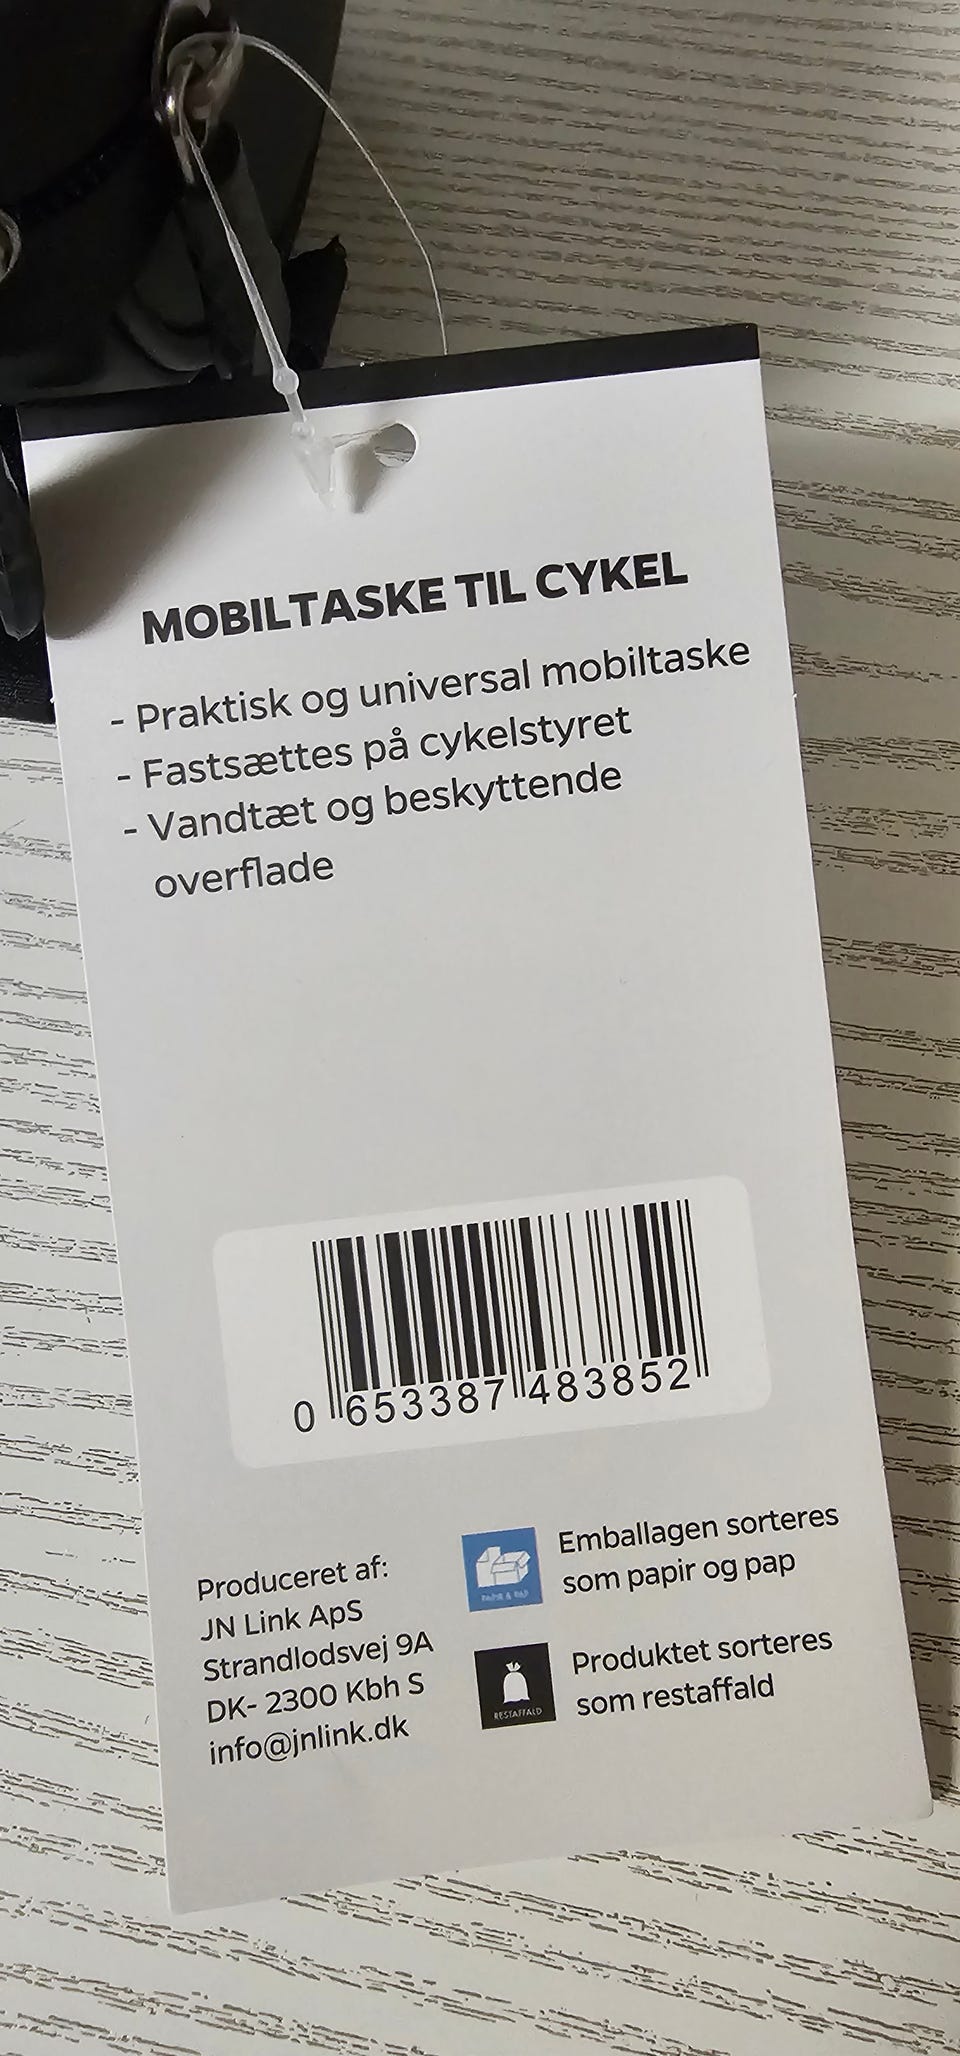 MOBILTASKE TIL CYKEL
- Praktisk og universal mobiltaske
- Fastsættes på cykelstyret
- Vandtæt og beskyttende
overflade
0 653387 483852
Produceret af:
JN Link ApS
Strandlodsvej 9A
DK- 2300 Kbh S
info@jnlink.dk
PAPIR & PAP
Emballagen sorteres
som papir og pap
RESTAFFALD
Produktet sorteres
som restaffald